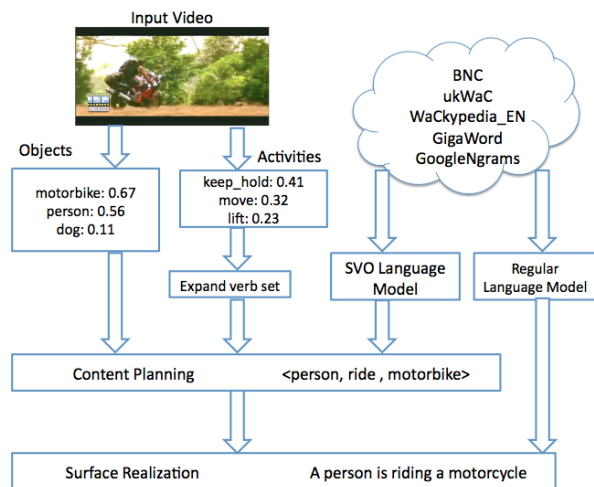 Input Video
BNC
ukWaC
WaCkypedia_EN
GigaWord
GoogleNgrams
Objects
Activities
motorbike: 0.67
person: 0.56
dog: 0.11
keep_hold: 0.41
move: 0.32
lift: 0.23
Expand verb set
SVO Language
Model
Regular
Language Model
Content Planning
<person, ride , motorbike>
Surface Realization
A person is riding a motorcycle